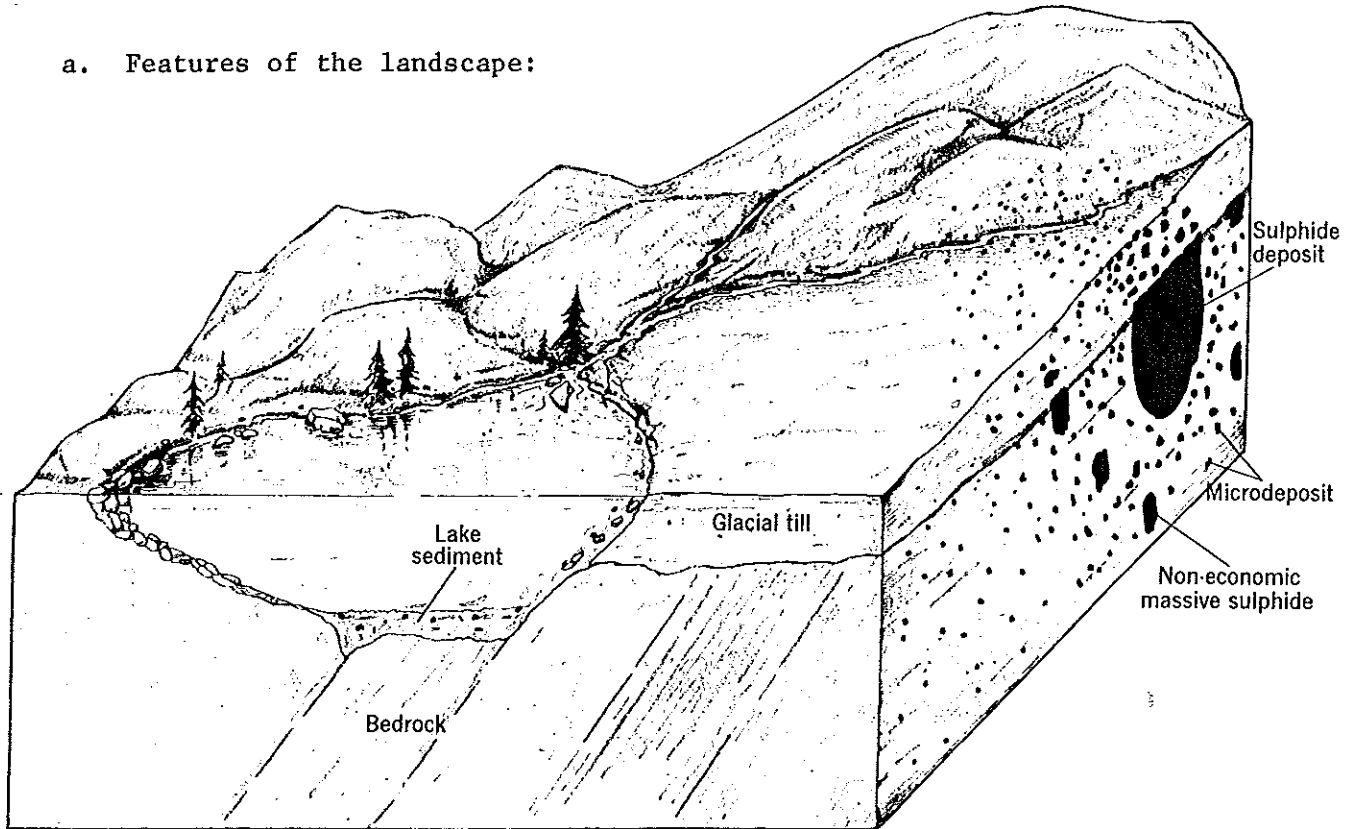 a. Features of the landscape:
Sulphide
deposit
Microdeposit
Glacial till
Lake
sediment
Non-economic
massive sulphide
Bedrock